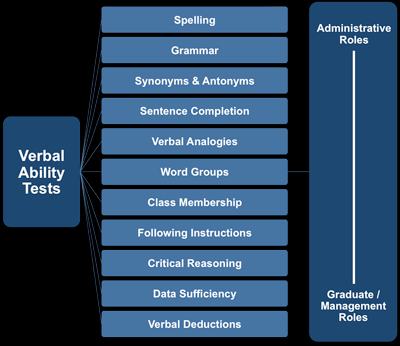 Verbal
Ability
Tests
Spelling
Grammar
Synonyms & Antonyms
Sentence Completion
Verbal Analogies
Word Groups
Class Membership
Following Instructions
Critical Reasoning
Data Sufficiency
Verbal Deductions
Administrative
Roles
Graduate /
Management
Roles